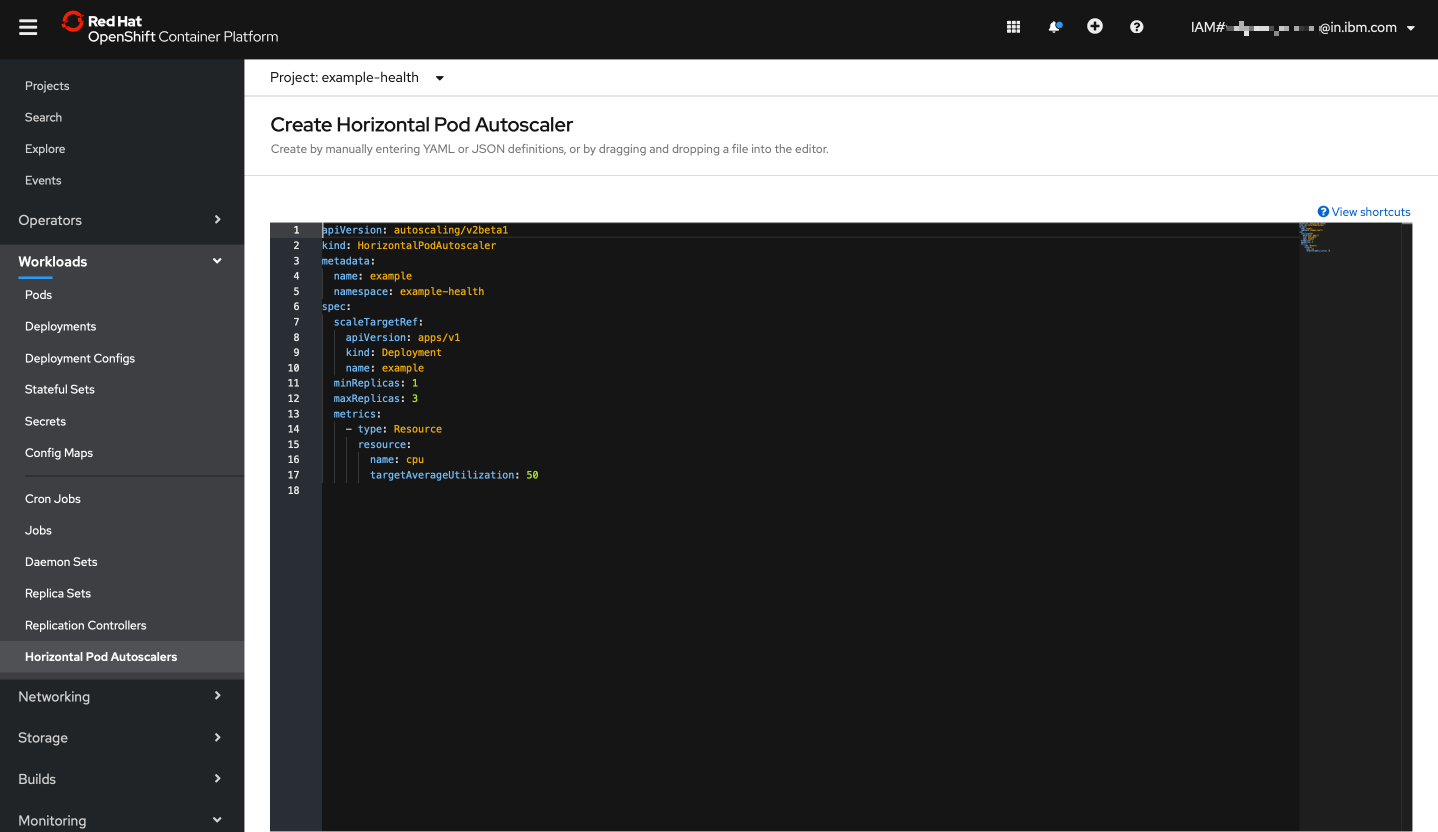 Red Hat
OpenShift Container Platform
IAM# @in.ibm.com
Projects
Search
Explore
Events
Operators
Workloads
Pods
Deployments
Deployment Configs
Stateful Sets
Secrets
Config Maps
Cron Jobs
Jobs
Daemon Sets
Replica Sets
Replication Controllers
Horizontal Pod Autoscalers
Networking
Storage
Builds
Monitoring
Project: example-health
Create Horizontal Pod Autoscaler
Create by manually entering YAML or JSON definitions, or by dragging and dropping a file into the editor.
View shortcuts
1 apiVersion: autoscaling/v2beta1
2 kind: HorizontalPodAutoscaler
3 metadata:
4 name: example
5 namespace: example-health
6 spec:
7 scaleTargetRef:
8 apiVersion: apps/v1
9 kind: Deployment
10 name: example
11 minReplicas: 1
12 maxReplicas: 3
13 metrics:
14 - type: Resource
15 resource:
16 name: cpu
17 targetAverageUtilization: 50
18